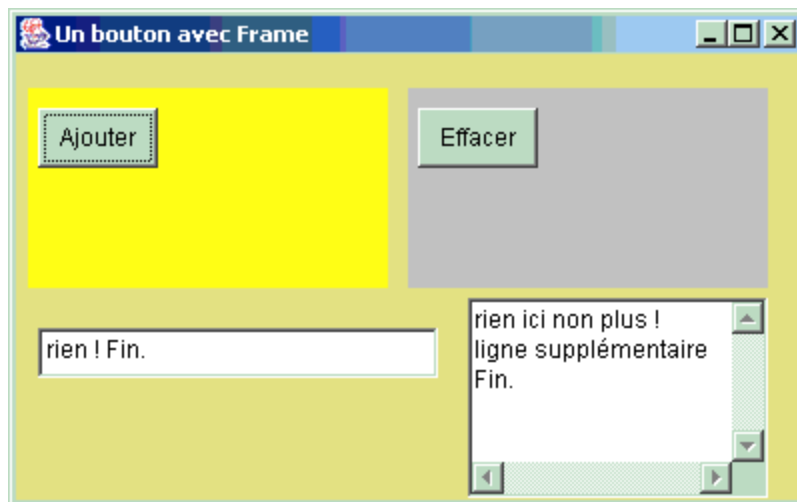 Un bouton avec Frame
Ajouter
Effacer
rien ! Fin.
rien ici non plus !
ligne supplémentaire
Fin.